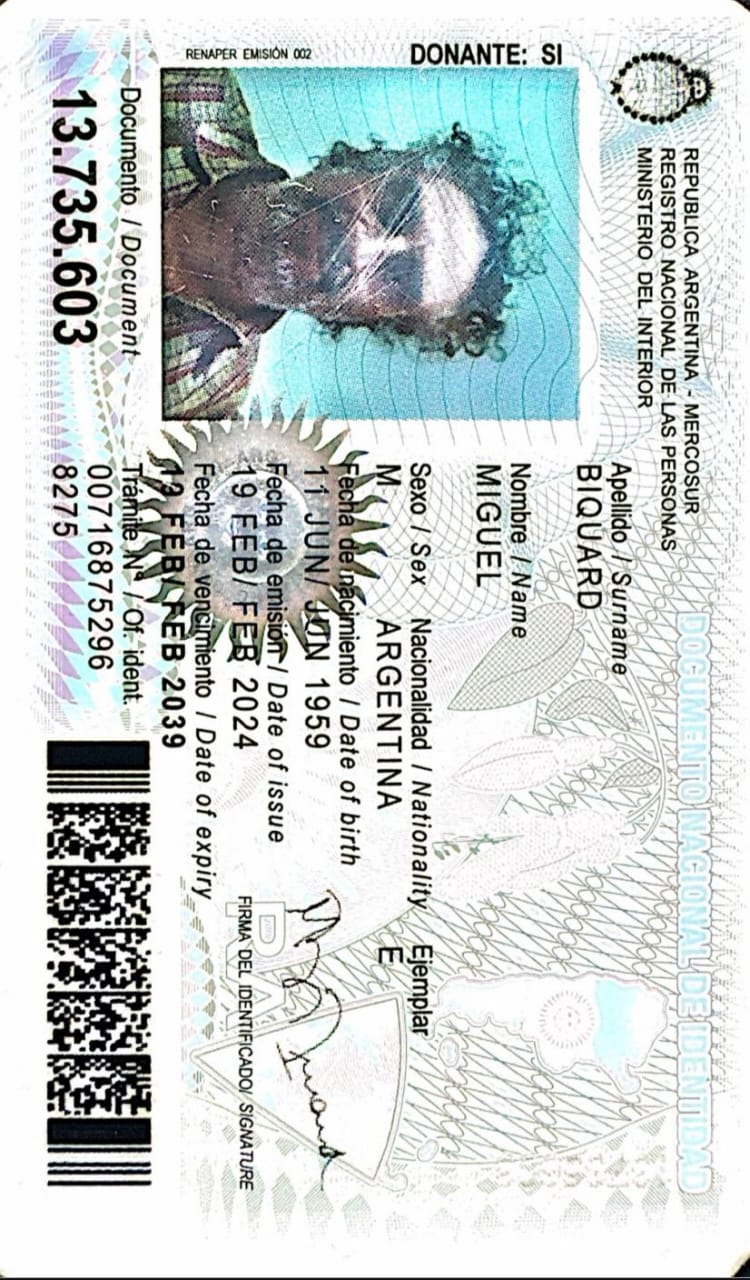 REPUBLICA ARGENTINA - MERCOSUR
REGISTRO NACIONAL DE LAS PERSONAS
MINISTERIO DEL INTERIOR
DOCUMENTO NACIONAL DE IDENTIDAD
DONANTE: SI
RENAPER EMISIÓN 002
Apellido / Surname
BIQUARD
Nombre / Name
MIGUEL
Sexo / Sex Nacionalidad / Nationality Ejemplar
M ARGENTINA E
Fecha de nacimiento / Date of birth
11 JUN/ JUN 1959
Fecha de emisión / Date of issue
19 FEB/ FEB 2024
Fecha de vencimiento / Date of expiry
19 FEB/ FEB 2039
FIRMA DEL IDENTIFICADO/ SIGNATURE
Documento / Document
13.735.603
Trámite N° / Of. ident.
00716875296
8275